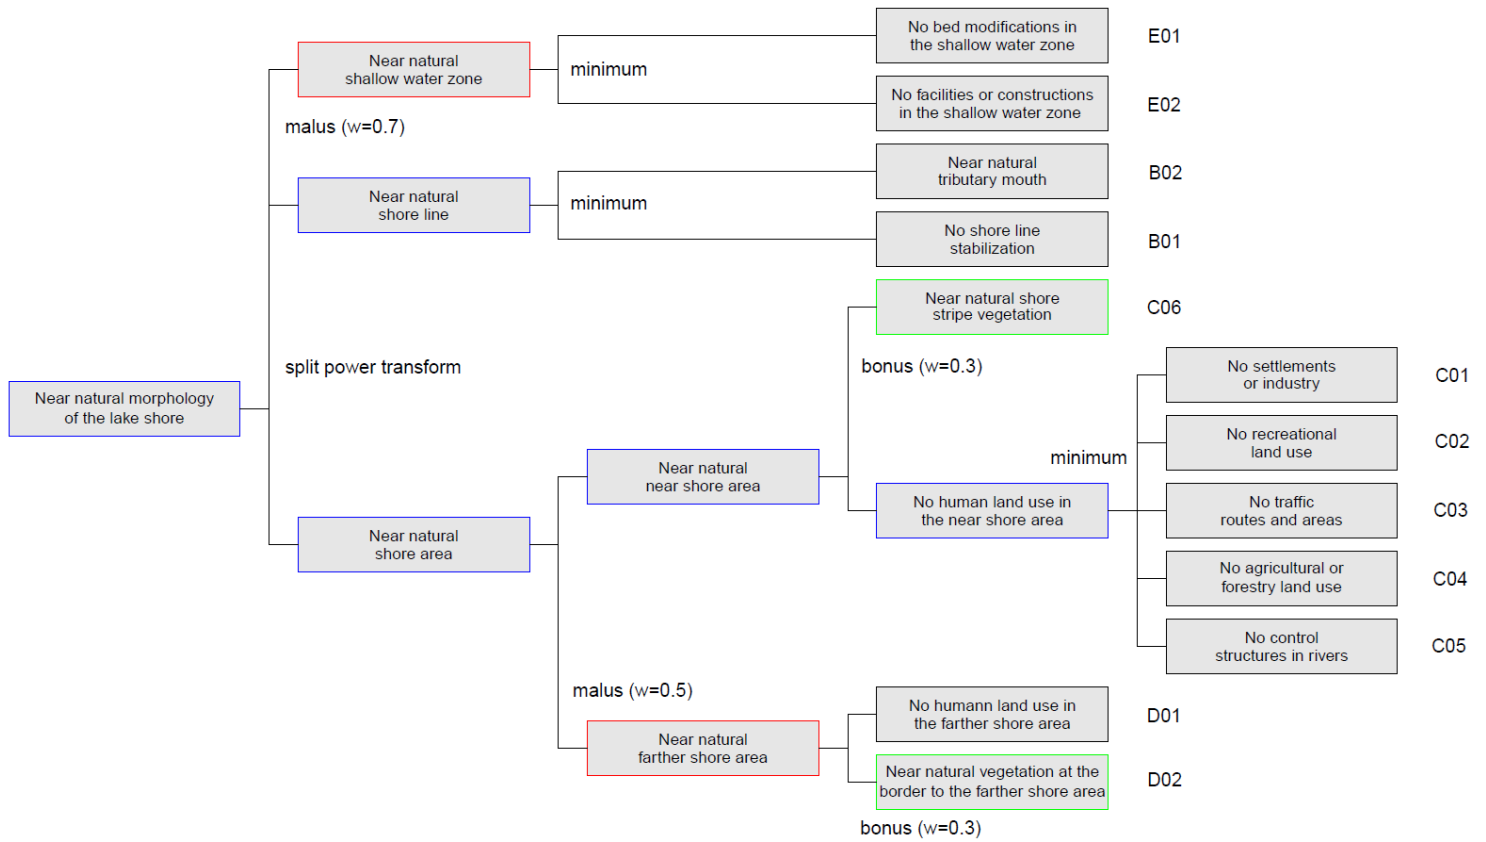 No bed modifications in
the shallow water zone
E01
Near natural
shallow water zone
minimum
No facilities or constructions
in the shallow water zone
E02
malus (w=0.7)
Near natural
tributary mouth
B02
Near natural
shore line
minimum
No shore line
stabilization
B01
Near natural shore
stripe vegetation
C06
split power transform
bonus (w=0.3)
No settlements
or industry
C01
Near natural morphology
of the lake shore
No recreational
land use
C02
minimum
Near natural
near shore area
No human land use in
the near shore area
No traffic
routes and areas
C03
Near natural
shore area
No agricultural or
forestry land use
C04
No control
structures in rivers
C05
malus (w=0.5)
No humann land use in
the farther shore area
D01
Near natural
farther shore area
Near natural vegetation at the
border to the farther shore area
D02
bonus (w=0.3)